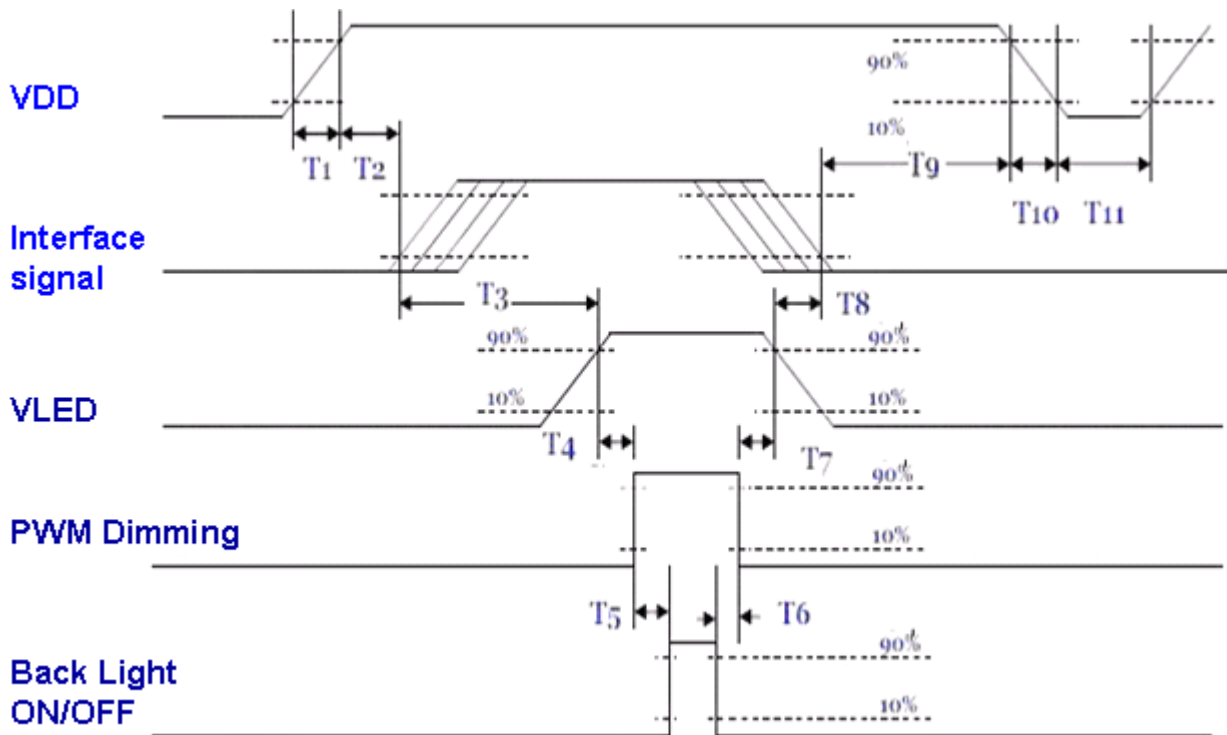 VDD
90%
10%
T1
T2
T9
T10
T11
Interface
signal
T3
T8
90%
90%
VLED
10%
10%
T4
T7
90%
PWM Dimming
10%
T5
T6
Back Light
ON/OFF
90%
10%